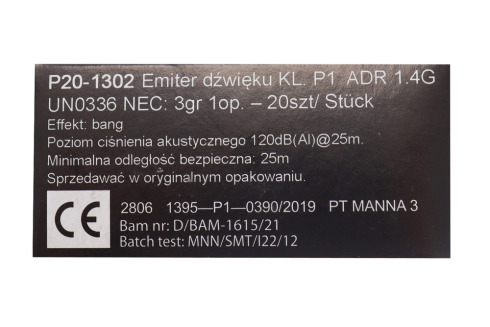 P20-1302 Emiter dźwięku KL. P1 ADR 1.4G
UN0336 NEC: 3gr 1op. – 20szt/ Stück
Effekt: bang
Poziom ciśnienia akustycznego 120dB(AI)@25m.
Minimalna odległość bezpieczna: 25m
Sprzedawać w oryginalnym opakowaniu.
CE 2806 1395—P1—0390/2019 PT MANNA 3
Bam nr: D/BAM-1615/21
Batch test: MNN/SMT/I22/12